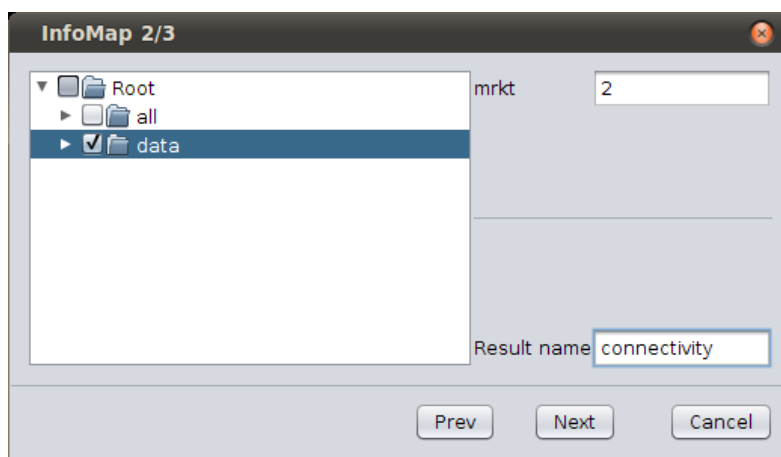 InfoMap 2/3
Root
all
data
mrkt 2
Result name connectivity
Prev Next Cancel